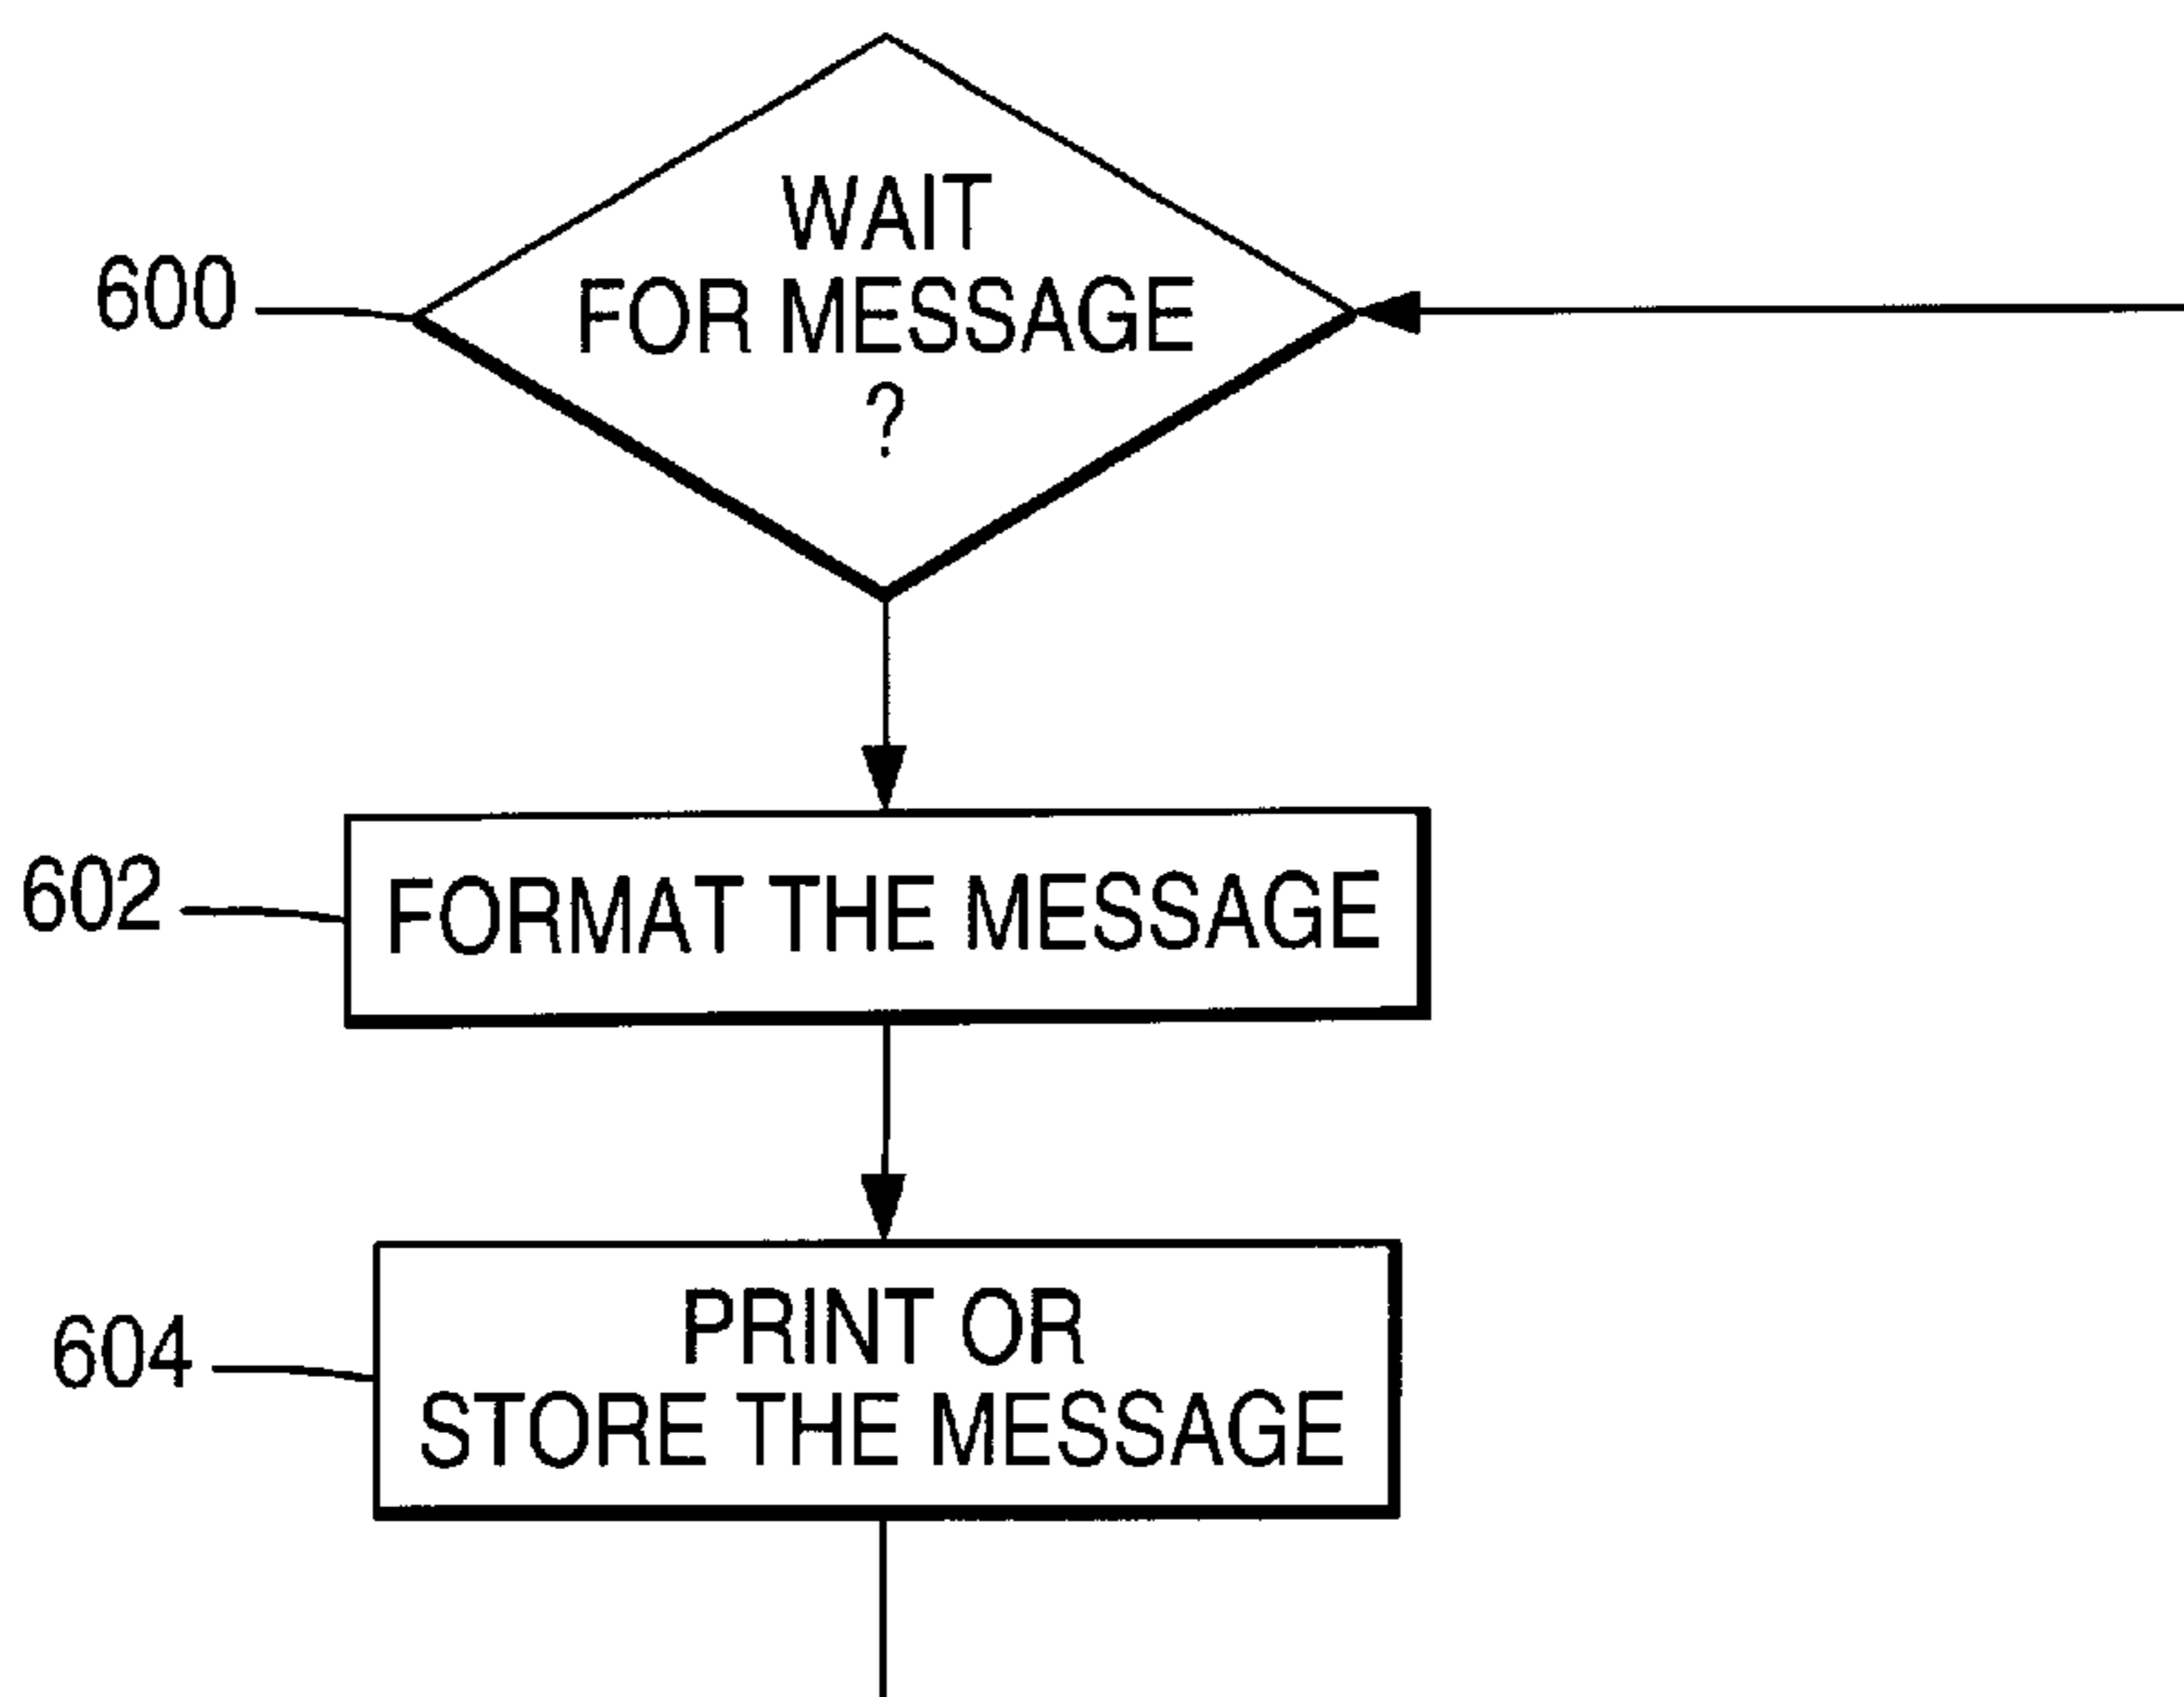 WAIT
FOR MESSAGE
?
600
602
FORMAT THE MESSAGE
604
PRINT OR
STORE THE MESSAGE